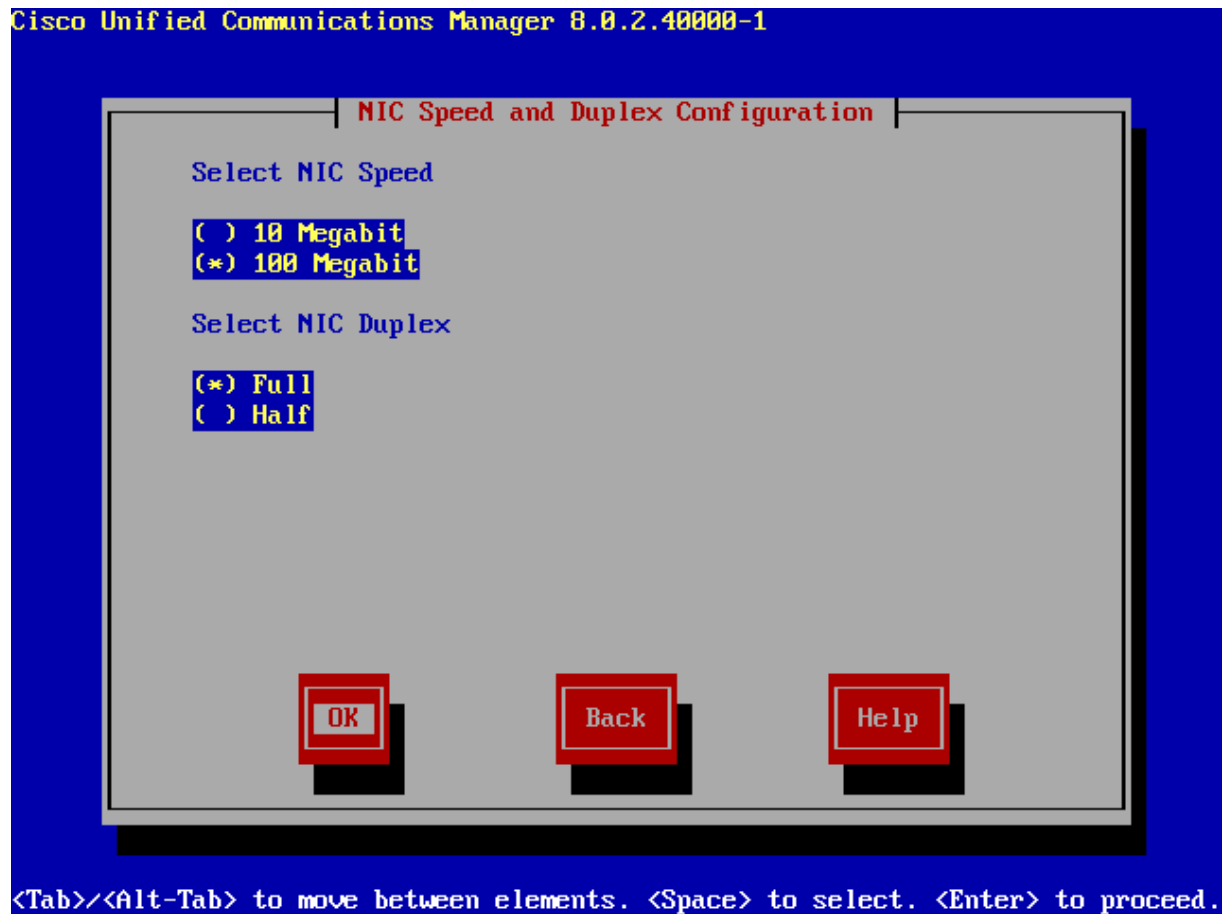 Cisco Unified Communications Manager 8.0.2.40000-1
NIC Speed and Duplex Configuration
Select NIC Speed
( ) 10 Megabit
(*) 100 Megabit
Select NIC Duplex
(*) Full
( ) Half
OK Back Help
<Tab>/<Alt-Tab> to move between elements. <Space> to select. <Enter> to proceed.